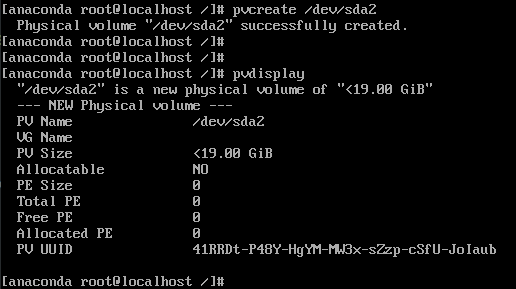 [anaconda root@localhost /]# pvcreate /dev/sda2
  Physical volume "/dev/sda2" successfully created.
[anaconda root@localhost /]#
[anaconda root@localhost /]# pvdisplay
  "/dev/sda2" is a new physical volume of "<19.00 GiB"
  --- NEW Physical volume ---
  PV Name               /dev/sda2
  VG Name
  PV Size               <19.00 GiB
  Allocatable           NO
  PE Size               0
  Total PE              0
  Free PE               0
  Allocated PE          0
  PV UUID               41RRDt-P48Y-HgYM-MW3x-sZzp-cSfU-JoIaub
[anaconda root@localhost /]#